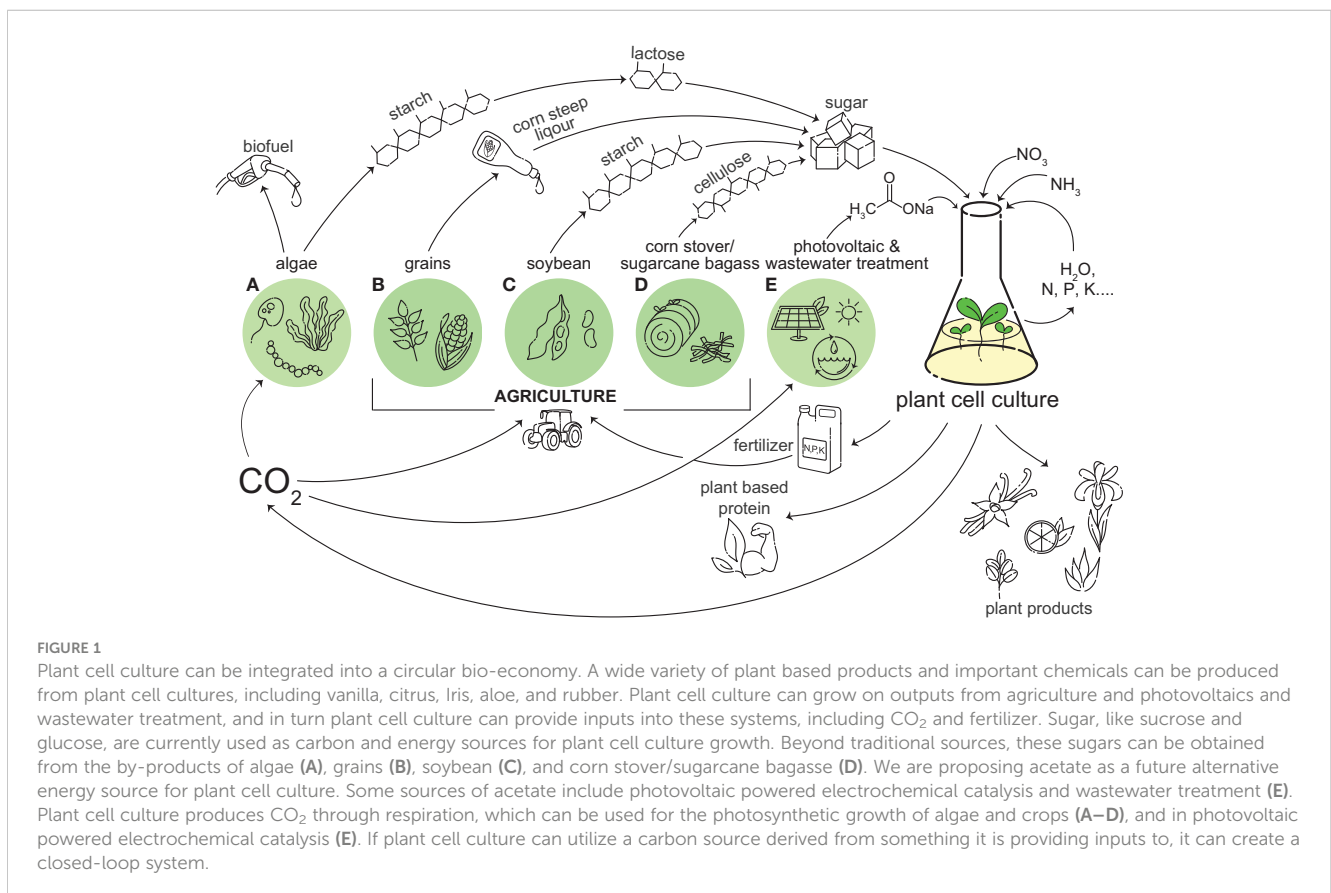 lactose
starch
corn steep
liqour
sugar
biofuel
starch
cellulose
NO₃
NH₃
O
H₃C
ONa
H₂O,
N, P, K....
algae
grains
soybean
corn stover/
sugarcane bagass
photovoltaic &
wastewater treatment
A
B
C
D
E
AGRICULTURE
plant cell culture
fertilizer
N,P,K
CO₂
plant based
protein
plant products
FIGURE 1
Plant cell culture can be integrated into a circular bio-economy. A wide variety of plant based products and important chemicals can be produced
from plant cell cultures, including vanilla, citrus, Iris, aloe, and rubber. Plant cell culture can grow on outputs from agriculture and photovoltaics and
wastewater treatment, and in turn plant cell culture can provide inputs into these systems, including CO₂ and fertilizer. Sugar, like sucrose and
glucose, are currently used as carbon and energy sources for plant cell culture growth. Beyond traditional sources, these sugars can be obtained
from the by-products of algae (A), grains (B), soybean (C), and corn stover/sugarcane bagasse (D). We are proposing acetate as a future alternative
energy source for plant cell culture. Some sources of acetate include photovoltaic powered electrochemical catalysis and wastewater treatment (E).
Plant cell culture produces CO₂ through respiration, which can be used for the photosynthetic growth of algae and crops (A–D), and in photovoltaic
powered electrochemical catalysis (E). If plant cell culture can utilize a carbon source derived from something it is providing inputs to, it can create a
closed-loop system.